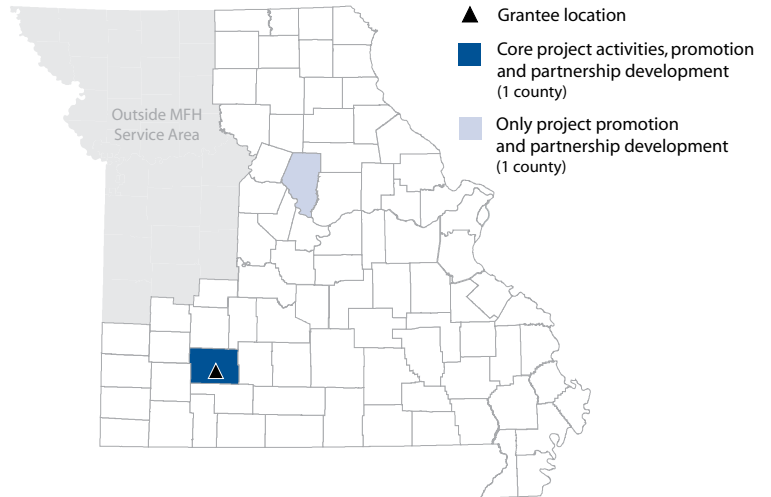 Grantee location
Core project activities, promotion
and partnership development
(1 county)
Outside MFH
Service Area
Only project promotion
and partnership development
(1 county)